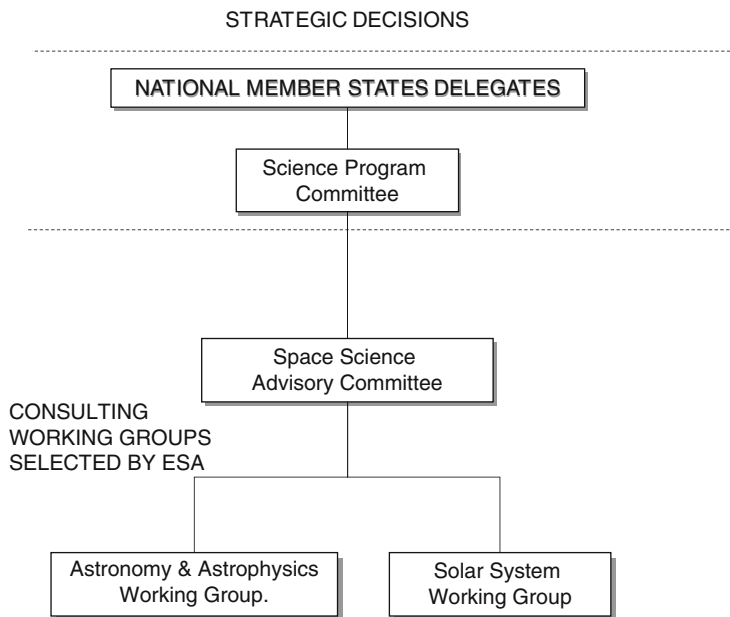 STRATEGIC DECISIONS
NATIONAL MEMBER STATES DELEGATES
Science Program
Committee
Space Science
Advisory Committee
CONSULTING
WORKING GROUPS
SELECTED BY ESA
Astronomy & Astrophysics
Working Group.
Solar System
Working Group